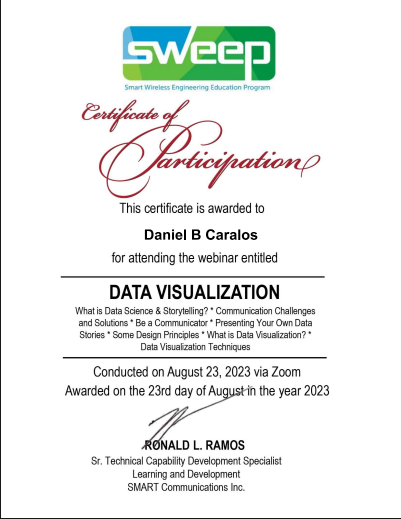 sweep
Smart Wireless Engineering Education Program
Certificate of
Participation
This certificate is awarded to
Daniel B Caralos
for attending the webinar entitled
DATA VISUALIZATION
What is Data Science & Storytelling? * Communication Challenges
and Solutions * Be a Communicator * Presenting Your Own Data
Stories * Some Design Principles * What is Data Visualization? *
Data Visualization Techniques
Conducted on August 23, 2023 via Zoom
Awarded on the 23rd day of August in the year 2023
RONALD L. RAMOS
Sr. Technical Capability Development Specialist
Learning and Development
SMART Communications Inc.